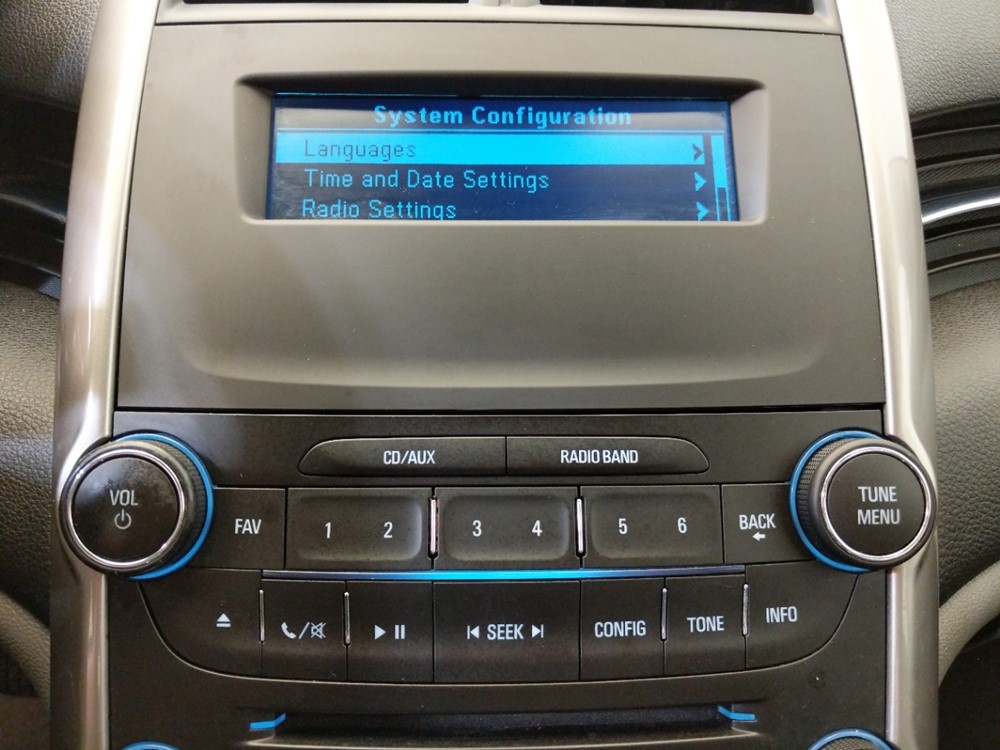 System Configuration
Languages
Time and Date Settings
Radio Settings
CD/AUX RADIO BAND
VOL
FAV 1 2 3 4 5 6 BACK
TUNE
MENU
SEEK CONFIG TONE INFO